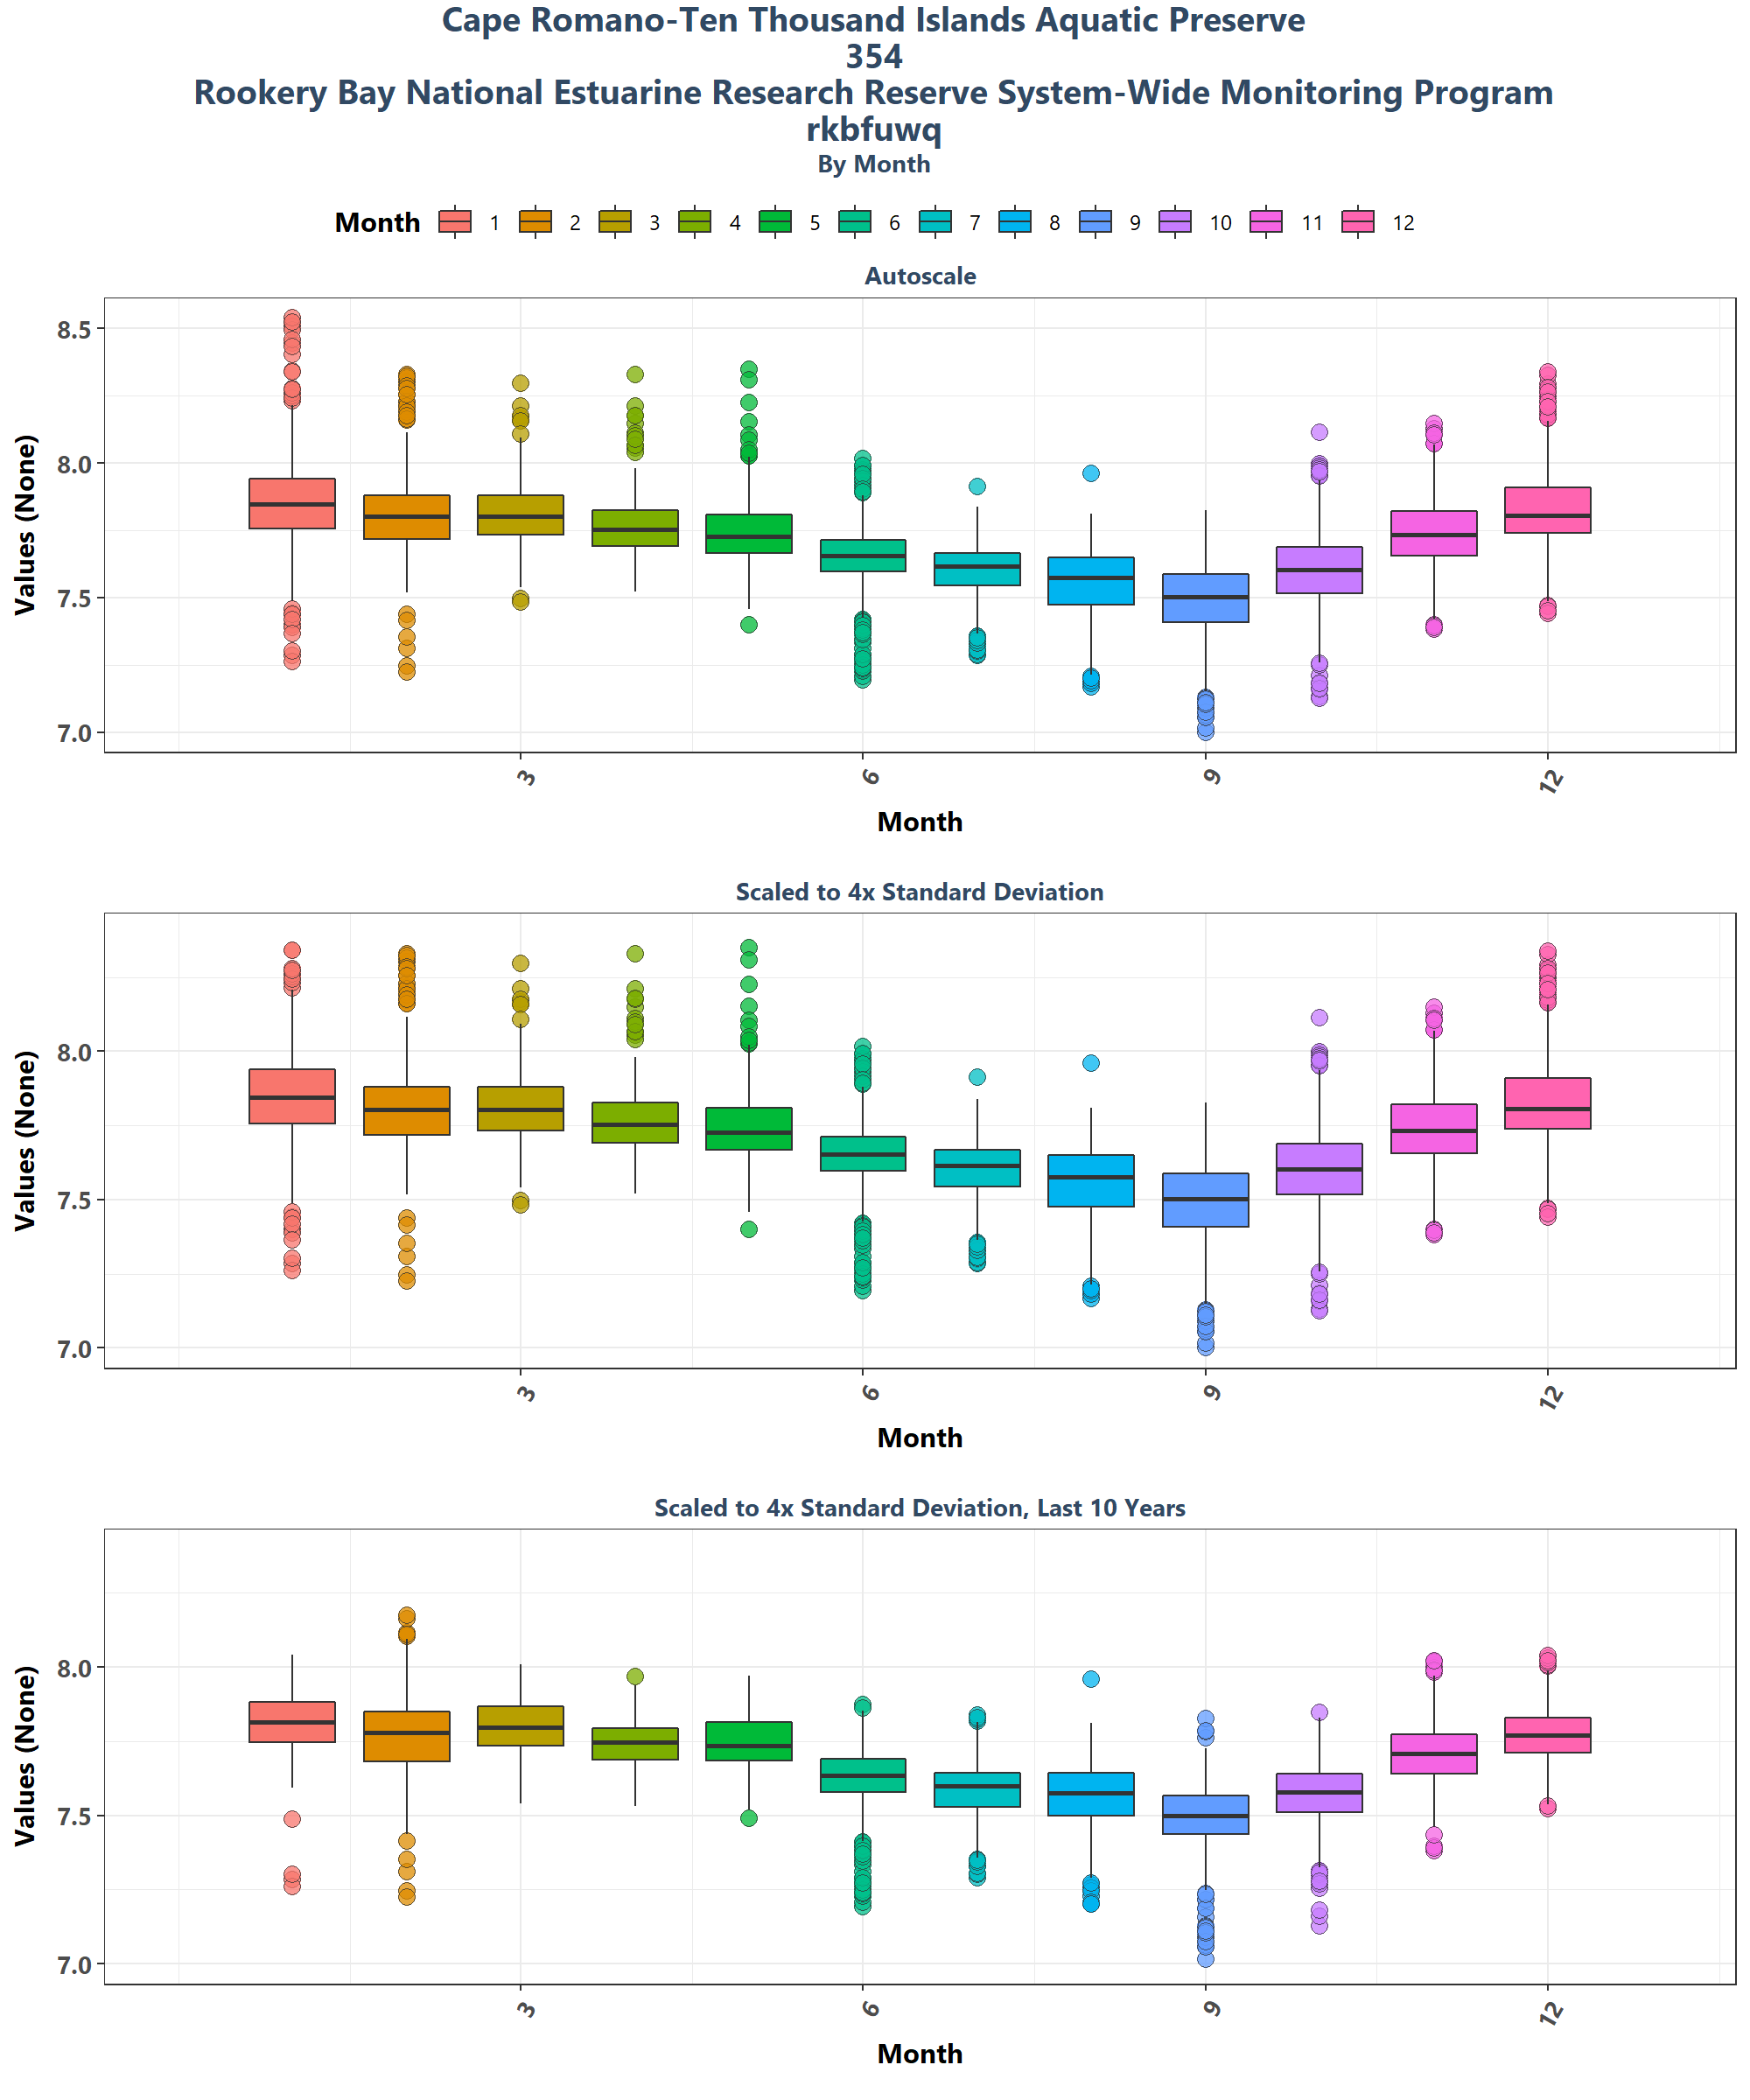 Cape Romano-Ten Thousand Islands Aquatic Preserve
354
Rookery Bay National Estuarine Research Reserve System-Wide Monitoring Program
rkbfuwq
By Month
Month 1 2 3 4 5 6 7 8 9 10 11 12
Autoscale
Values (None)
8.5
8.0
7.5
7.0
3 6 9 12
Month
Scaled to 4x Standard Deviation
Values (None)
8.0
7.5
7.0
3 6 9 12
Month
Scaled to 4x Standard Deviation, Last 10 Years
Values (None)
8.0
7.5
7.0
3 6 9 12
Month